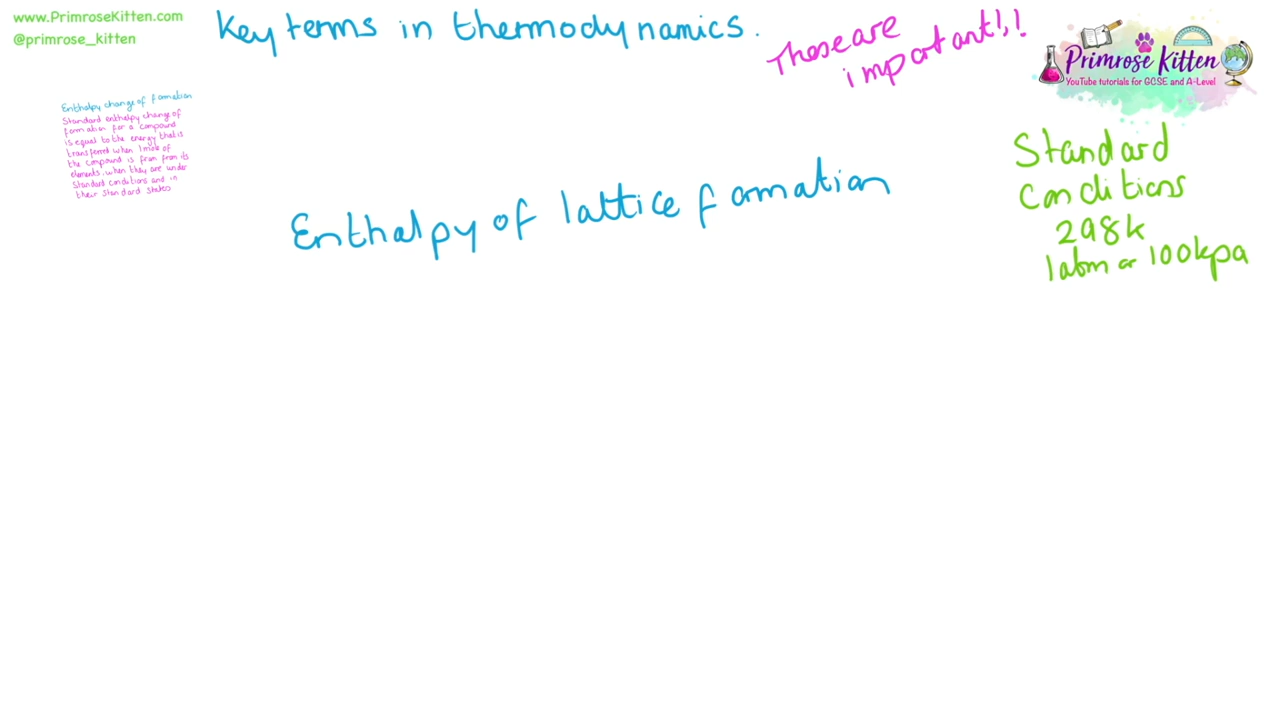 www.PrimroseKitten.com
@primrose_kitten
Key terms in thermodynamics.
These are
important!!!
Primrose Kitten
YouTube tutorials for GCSE and A-Level
Enthalpy change of formation
Standard enthalpy change of
formation for a compound
is equal to the energy that is
transferred when 1 mole of
the compound is from from its
elements, when they are under
Standard conditions and in
their standard states
Enthalpy of lattice formation
Standard
Conditions
298k
1atm or 100kpa